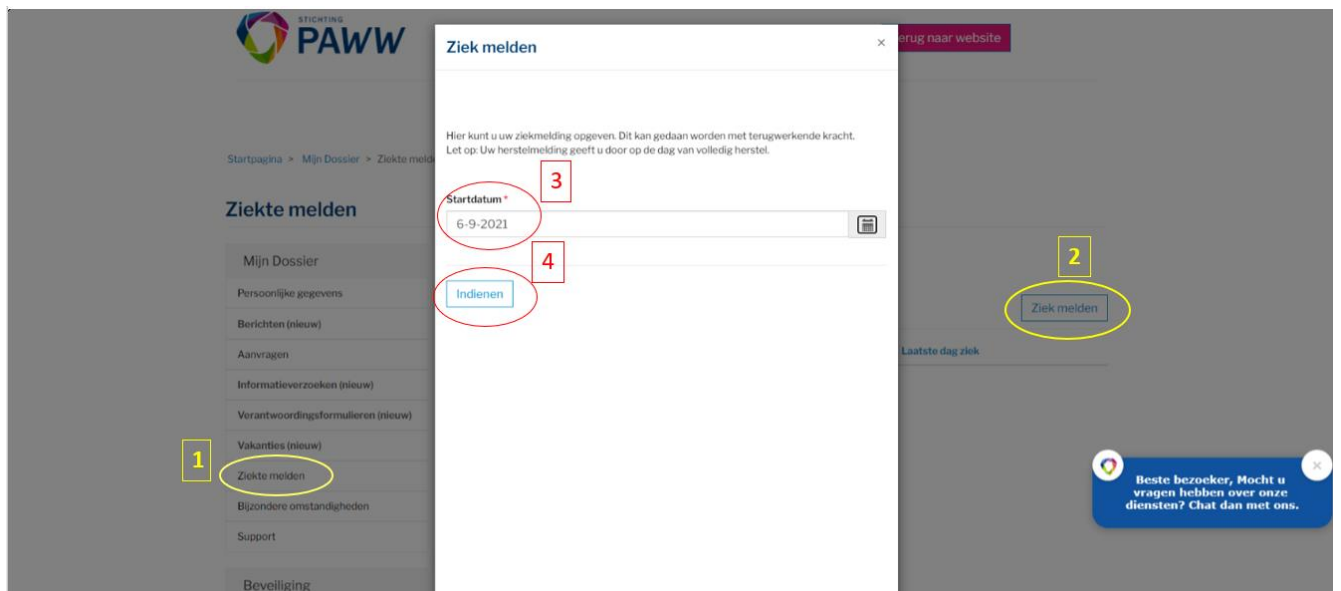 STICHTING
PAWW
erug naar website
Startpagina > Mijn Dossier > Ziekte meld
Ziekte melden
Mijn Dossier
Persoonlijke gegevens
Berichten (nieuw)
Aanvragen
Informatieverzoeken (nieuw)
Verantwoordingsformulieren (nieuw)
Vakanties (nieuw)
1
Ziekte melden
Bijzondere omstandigheden
Support
Beveiliging
Ziek melden
×
Hier kunt u uw ziekmelding opgeven. Dit kan gedaan worden met terugwerkende kracht.
Let op: Uw herstelmelding geeft u door op de dag van volledig herstel.
3
Startdatum *
6-9-2021
4
Indienen
2
Ziek melden
Laatste dag ziek
×
Beste bezoeker, Mocht u
vragen hebben over onze
diensten? Chat dan met ons.